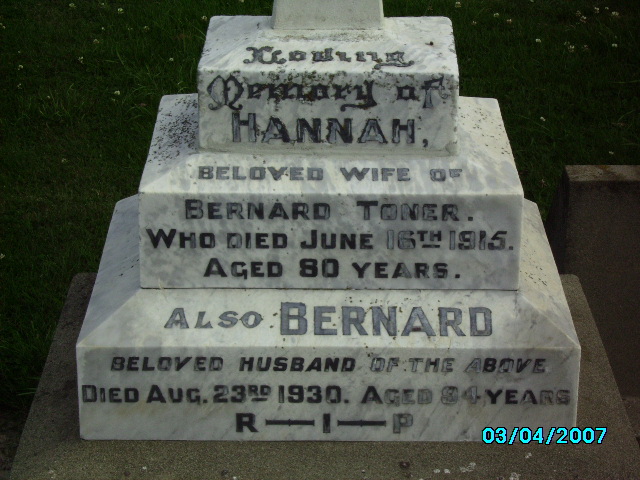 Loving
Memory of
HANNAH,
BELOVED WIFE OF
BERNARD TONER.
WHO DIED JUNE 16TH 1915.
AGED 80 YEARS.
ALSO BERNARD
BELOVED HUSBAND OF THE ABOVE
DIED AUG. 23RD 1930. AGED 84 YEARS
R—I—P
03/04/2007